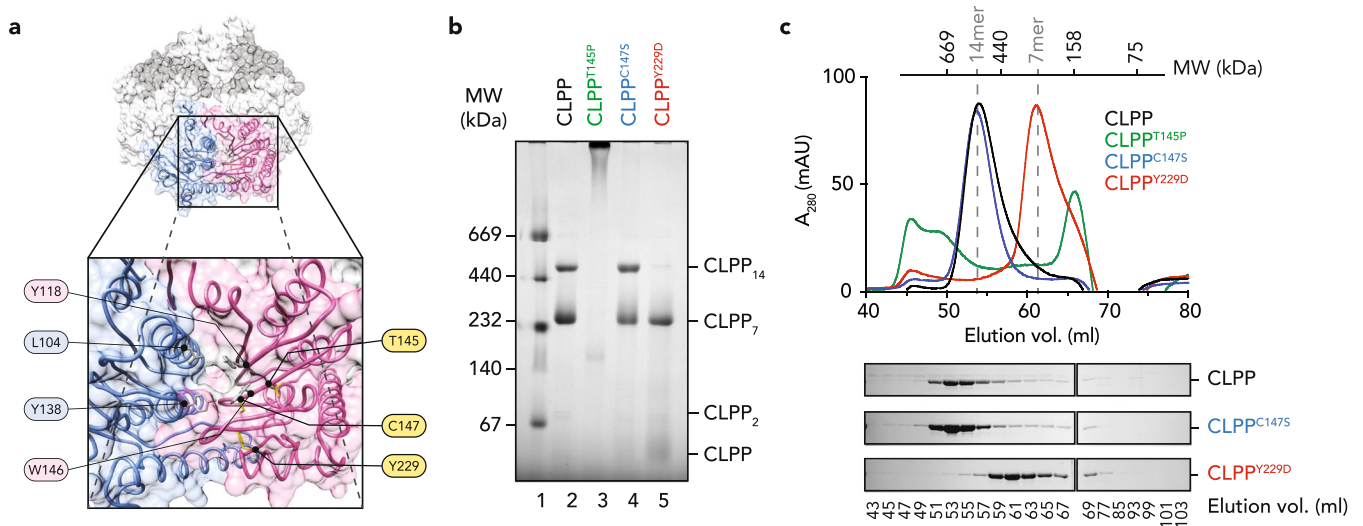 a
Y118
L104
Y138
W146
T145
C147
Y229
b
MW
(kDa)
CLPP
CLPP^T145P
CLPP^C147S
CLPP^Y229D
669
440
232
140
67
CLPP₁₄
CLPP₇
CLPP₂
CLPP
1 2 3 4 5
c
669 14mer 440 7mer 158 75
MW (kDa)
100
50
0
A₂₈₀ (mAU)
CLPP
CLPP^T145P
CLPP^C147S
CLPP^Y229D
40 50 60 70 80
Elution vol. (ml)
CLPP
CLPP^C147S
CLPP^Y229D
43 45 47 49 51 53 55 57 59 61 63 65 67 69 77 85 93 99 101 103
Elution vol. (ml)